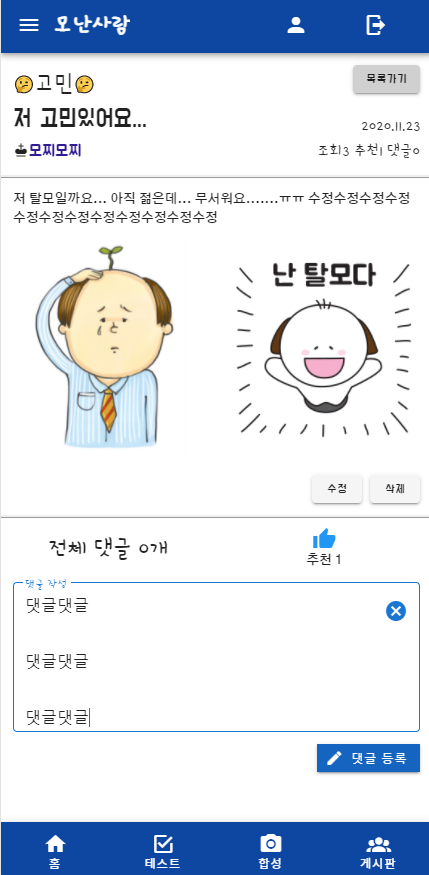 모난사람
🤔고민🤔
목록가기
저 고민있어요...
2020.11.23
모찌모찌
조회3 추천1 댓글0
저 탈모일까요... 아직 젊은데... 무서워요.......ㅠㅠ 수정수정수정수정
수정수정수정수정수정수정수정수정
난 탈모다
수정
삭제
전체 댓글 0개
추천 1
댓글 작성
댓글댓글
댓글댓글
댓글댓글
댓글 등록
홈
테스트
합성
게시판